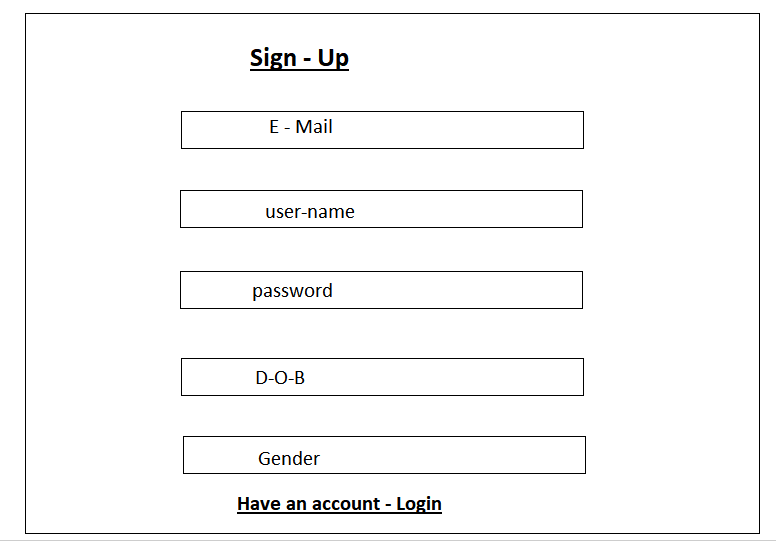 Sign - Up
E - Mail
user-name
password
D-O-B
Gender
Have an account - Login